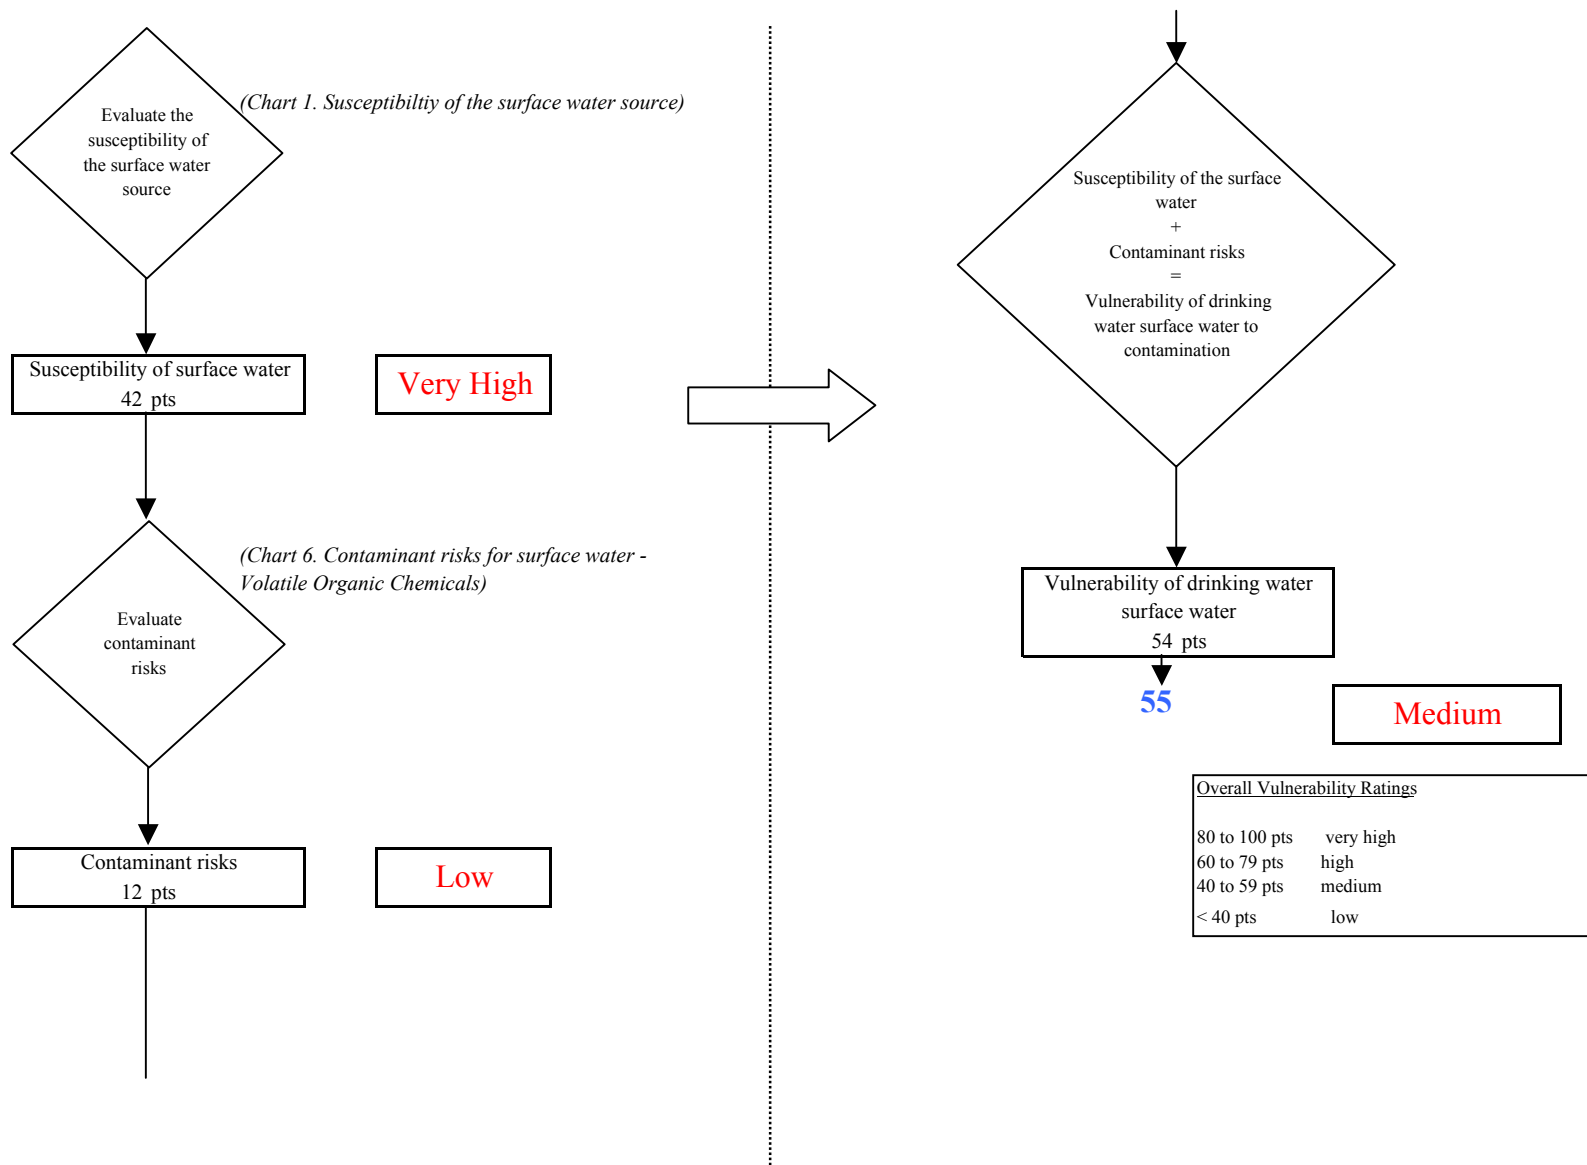 Evaluate the
susceptibility of
the surface water
source
(Chart 1. Susceptibiltiy of the surface water source)
Susceptibility of surface water
42 pts
Very High
(Chart 6. Contaminant risks for surface water -
Volatile Organic Chemicals)
Evaluate
contaminant
risks
Contaminant risks
12 pts
Low
Susceptibility of the surface
water
+
Contaminant risks
=
Vulnerability of drinking
water surface water to
contamination
Vulnerability of drinking water
surface water
54 pts
55
Medium
Overall Vulnerability Ratings
80 to 100 pts very high
60 to 79 pts high
40 to 59 pts medium
< 40 pts low